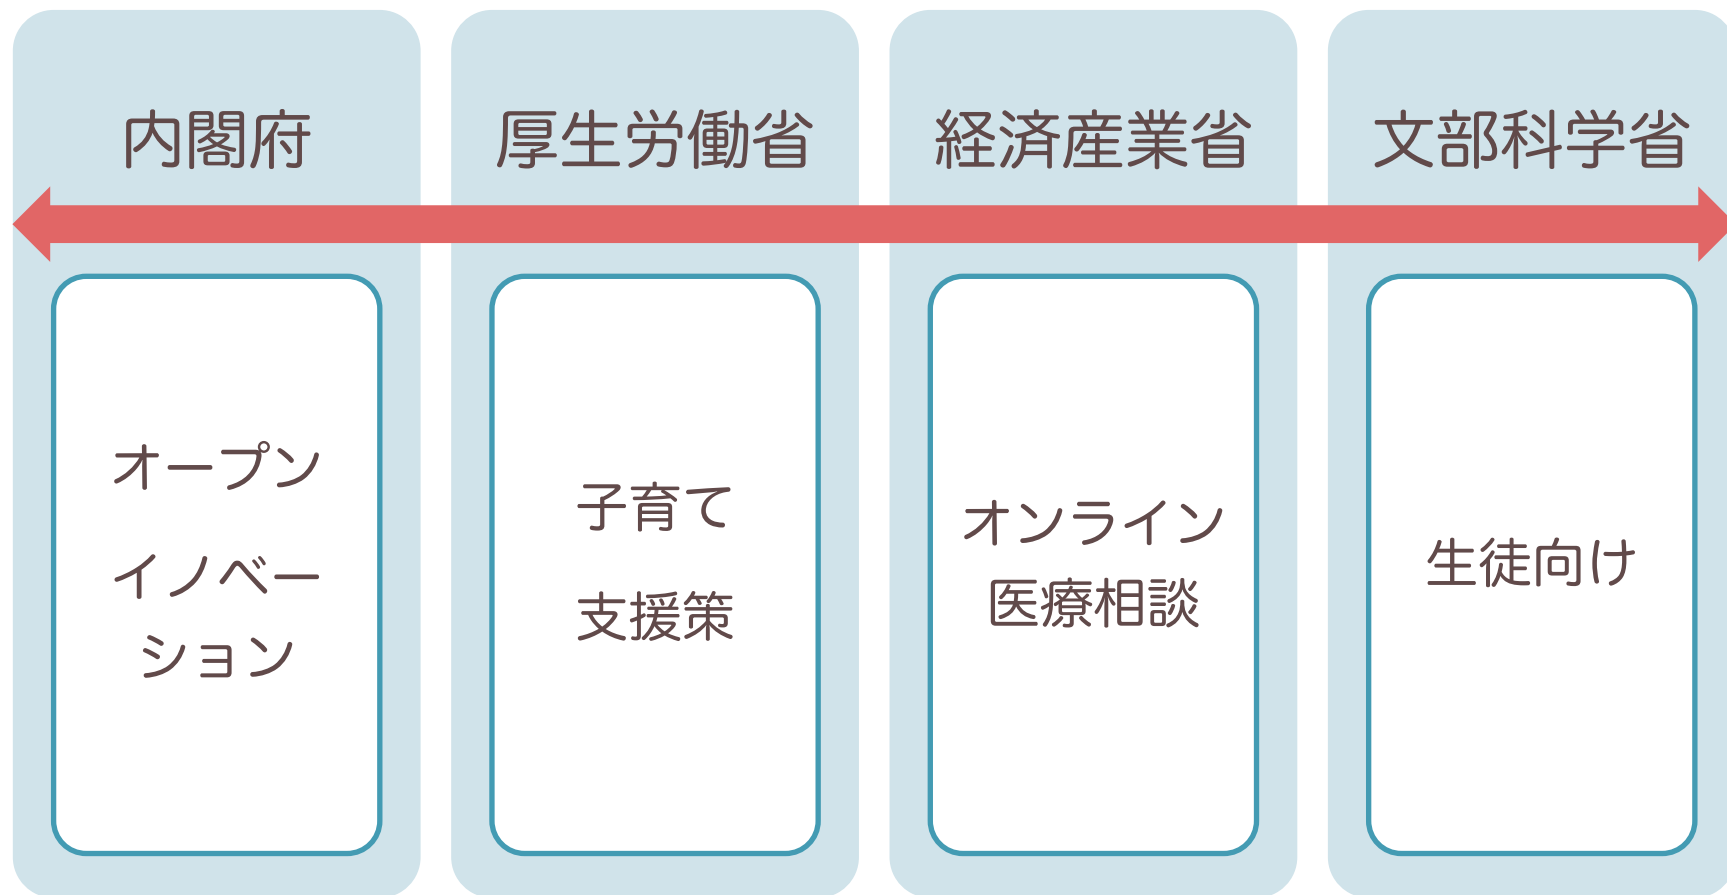 内閣府
厚生労働省
経済産業省
文部科学省
オープン
イノベー
ション
子育て
支援策
オンライン
医療相談
生徒向け